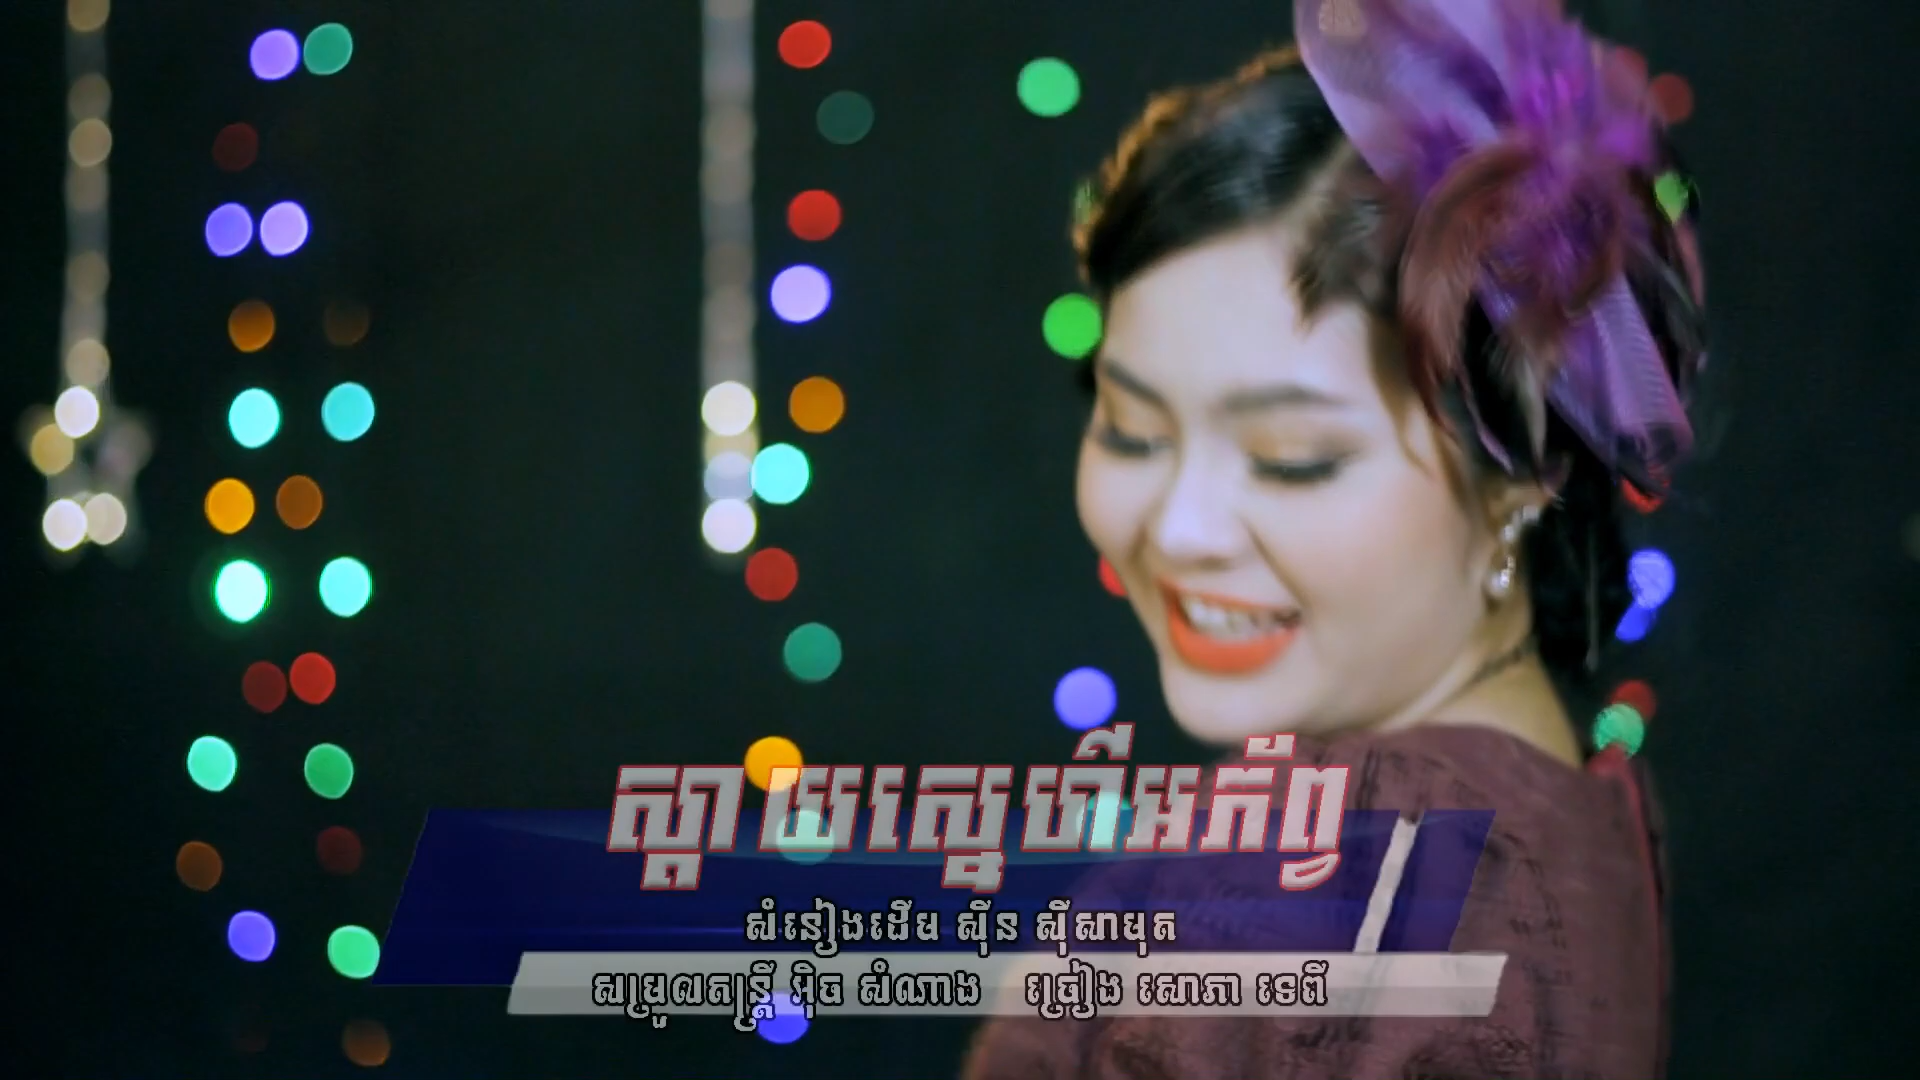 ស្ដាយស្នេហ៍អភ័ព្វ
សំនៀងដើម ស៊ីន ស៊ីសាមុត
សម្រួលតន្ត្រី អ៊ិច សំណាង ច្រៀង សោភា ទេពី